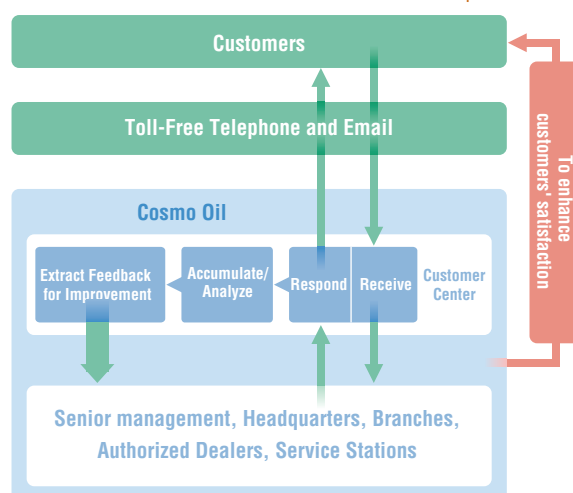 Customers
Toll-Free Telephone and Email
To enhance
customers' satisfaction
Cosmo Oil
Extract Feedback
for Improvement
Accumulate/
Analyze
Respond
Receive
Customer
Center
Senior management, Headquarters, Branches,
Authorized Dealers, Service Stations